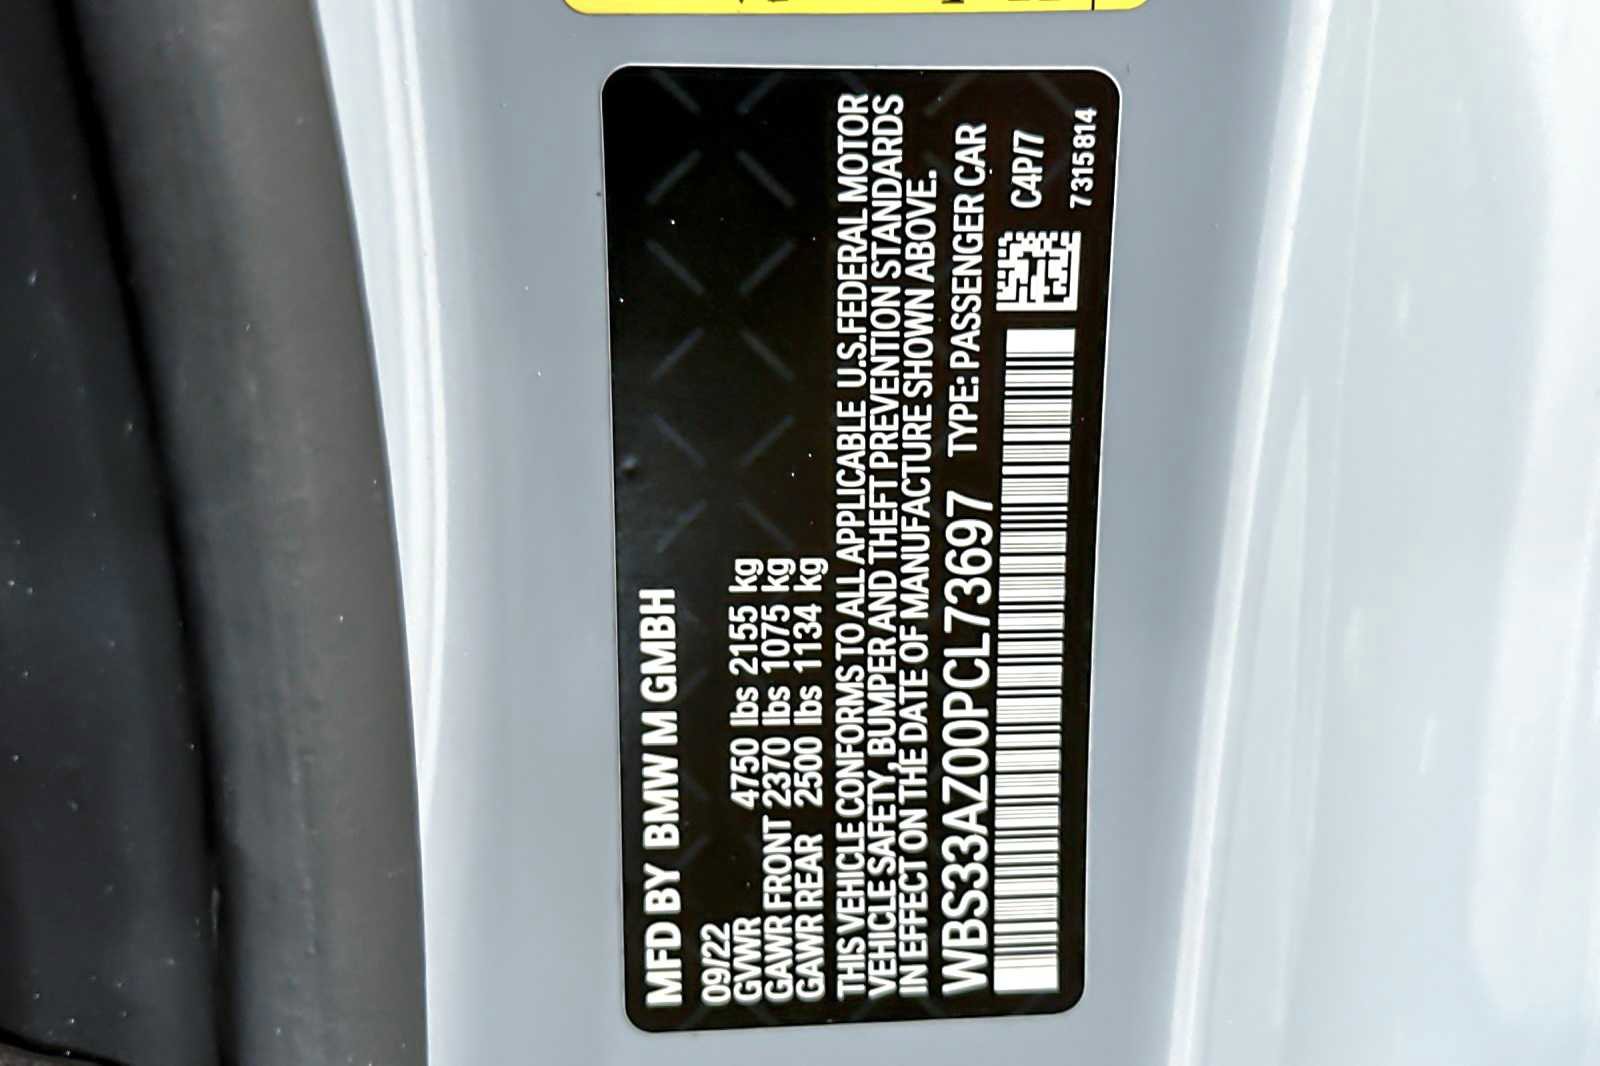 MFD BY BMW M GMBH
09/22
GVWR 4750 lbs 2155 kg
GAWR FRONT 2370 lbs 1075 kg
GAWR REAR 2500 lbs 1134 kg
THIS VEHICLE CONFORMS TO ALL APPLICABLE U.S.FEDERAL MOTOR
VEHICLE SAFETY, BUMPER AND THEFT PREVENTION STANDARDS
IN EFFECT ON THE DATE OF MANUFACTURE SHOWN ABOVE.
WBS33AZ00PCL73697 TYPE: PASSENGER CAR
C4P/7
7315814